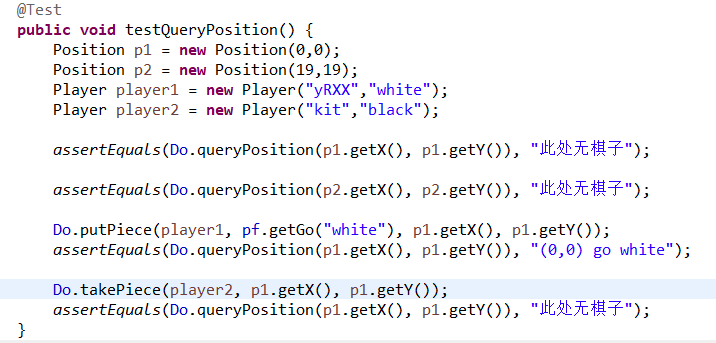 @Test
public void testQueryPosition() {
    Position p1 = new Position(0,0);
    Position p2 = new Position(19,19);
    Player player1 = new Player("yRXX","white");
    Player player2 = new Player("kit","black");
    assertEquals(Do.queryPosition(p1.getX(), p1.getY()), "此处无棋子");
    assertEquals(Do.queryPosition(p2.getX(), p2.getY()), "此处无棋子");
    Do.putPiece(player1, pf.getGo("white"), p1.getX(), p1.getY());
    assertEquals(Do.queryPosition(p1.getX(), p1.getY()), "(0,0) go white");
    Do.takePiece(player2, p1.getX(), p1.getY());
    assertEquals(Do.queryPosition(p1.getX(), p1.getY()), "此处无棋子");
}